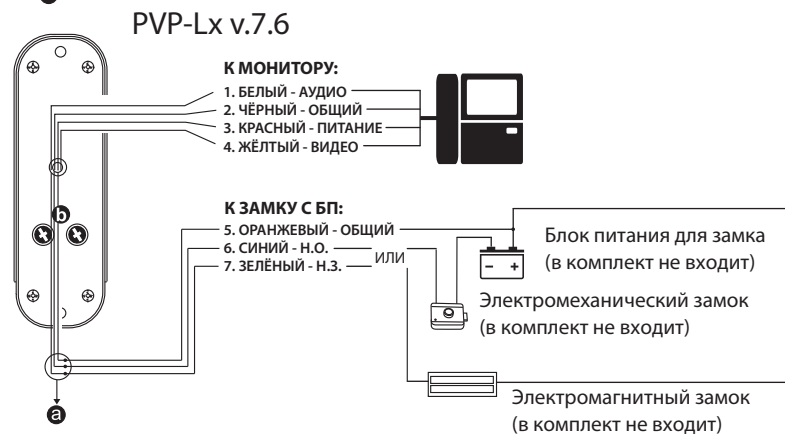 PVP-Lx v.7.6
К МОНИТОРУ:
1. БЕЛЫЙ - АУДИО
2. ЧЁРНЫЙ - ОБЩИЙ
3. КРАСНЫЙ - ПИТАНИЕ
4. ЖЁЛТЫЙ - ВИДЕО
b
К ЗАМКУ С БП:
5. ОРАНЖЕВЫЙ - ОБЩИЙ
6. СИНИЙ - Н.О.
7. ЗЕЛЁНЫЙ - Н.З.
ИЛИ
- +
Блок питания для замка
(в комплект не входит)
Электромеханический замок
(в комплект не входит)
Электромагнитный замок
(в комплект не входит)
a